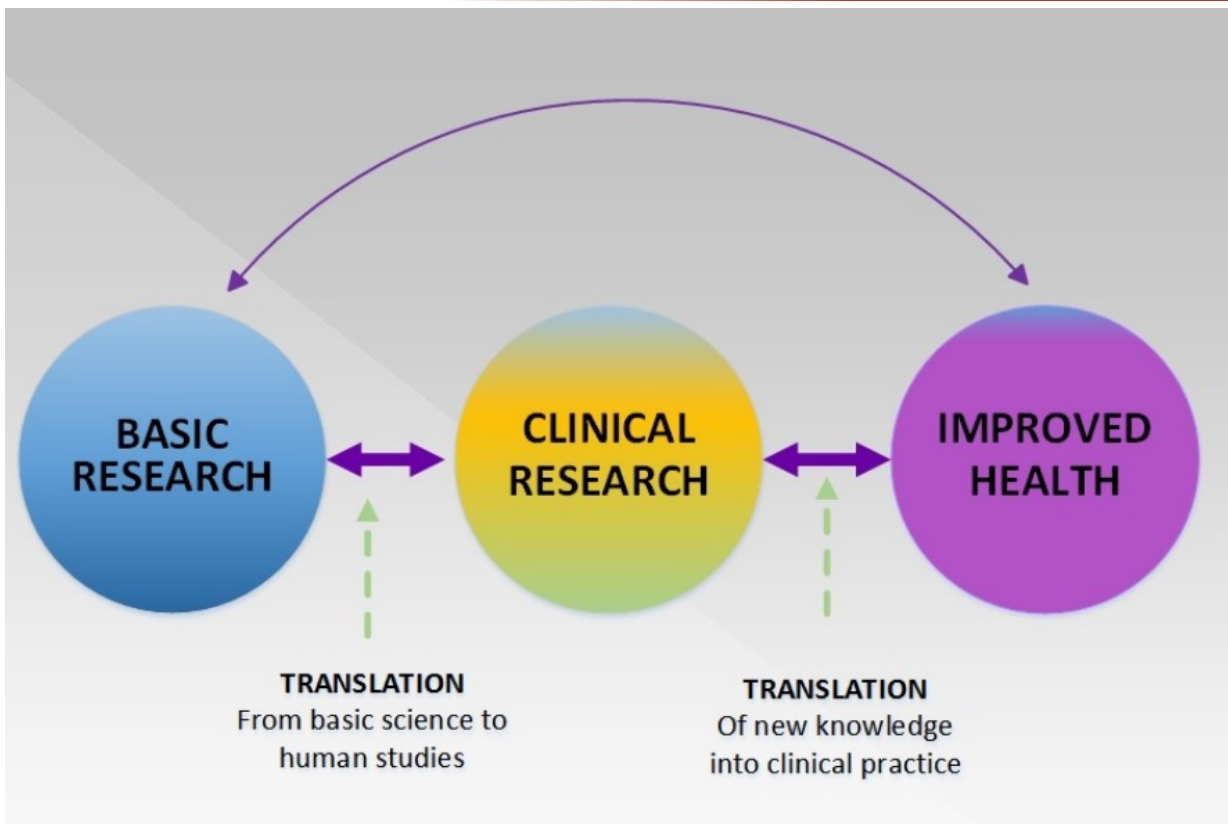 BASIC
RESEARCH
CLINICAL
RESEARCH
IMPROVED
HEALTH
TRANSLATION
From basic science to
human studies
TRANSLATION
Of new knowledge
into clinical practice